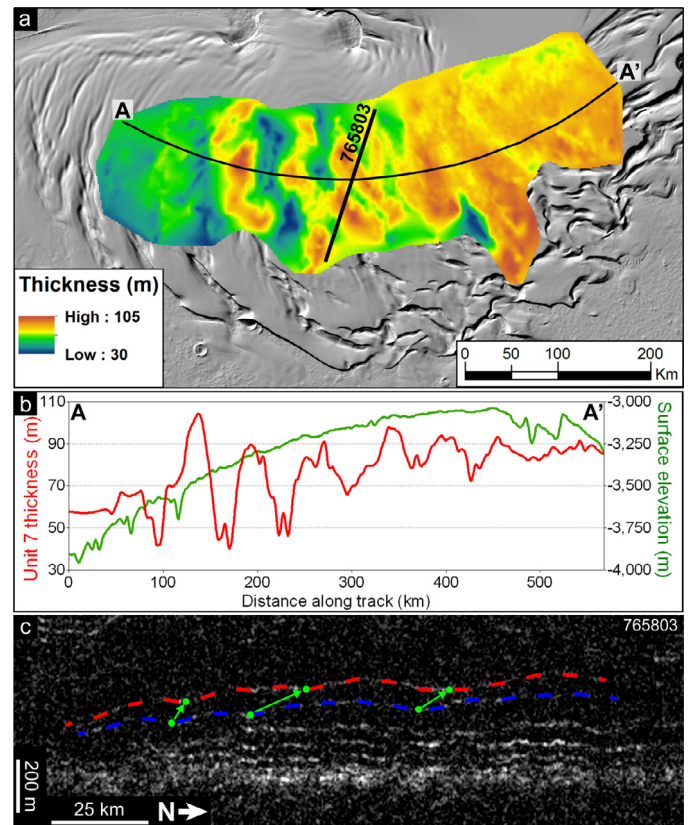 a
A
A'
765803
Thickness (m)
High : 105
Low : 30
0 50 100 200
Km
b
A
A'
110
90
70
50
30
Unit 7 thickness (m)
-3,000
-3,250
-3,500
-3,750
-4,000
Surface elevation (m)
0 100 200 300 400 500
Distance along track (km)
c
765803
200 m
25 km
N